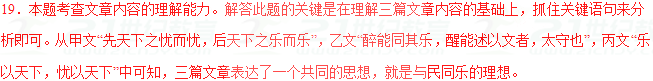 19．本题考查文章内容的理解能力。解答此题的关键是在理解三篇文章内容的基础上，抓住关键语句来分
析即可。从甲文“先天下之忧而忧，后天下之乐而乐”，乙文“醉能同其乐，醒能述以文者，太守也”，丙文“乐
以天下，忧以天下”中可知，三篇文章表达了一个共同的思想，就是与民同乐的理想。